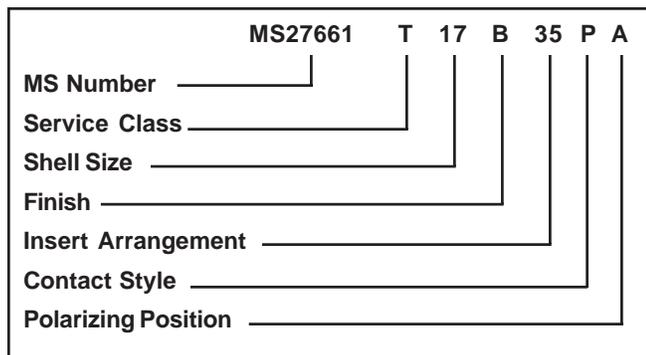 MS27661 T 17 B 35 P A
MS Number
Service Class
Shell Size
Finish
Insert Arrangement
Contact Style
Polarizing Position